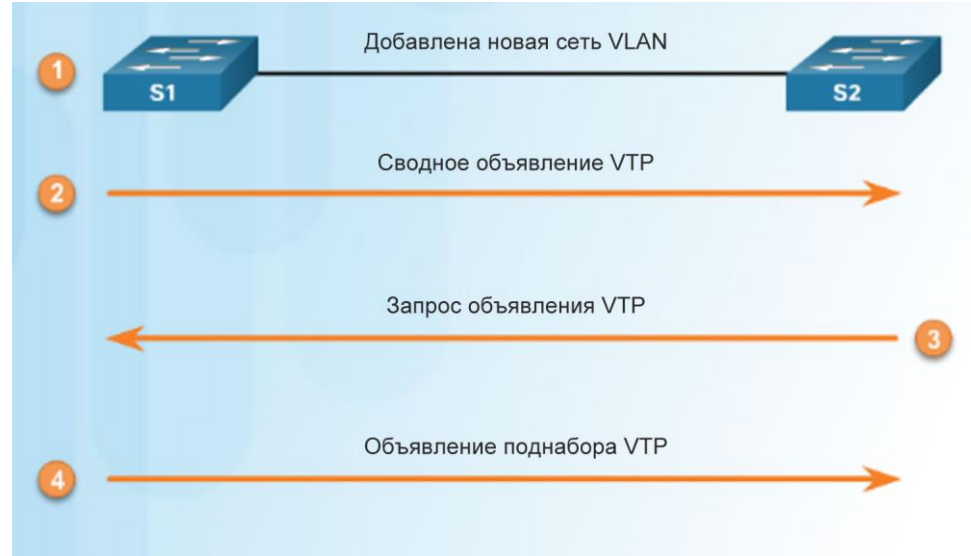 Добавлена новая сеть VLAN
1
S1
S2
Сводное объявление VTP
2
Запрос объявления VTP
3
Объявление поднабора VTP
4